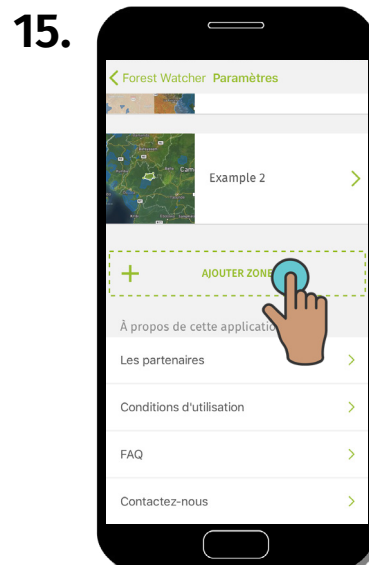 15.
Forest Watcher Paramètres
Cam
Example 2
+ AJOUTER ZONE
À propos de cette application
Les partenaires
Conditions d'utilisation
FAQ
Contactez-nous